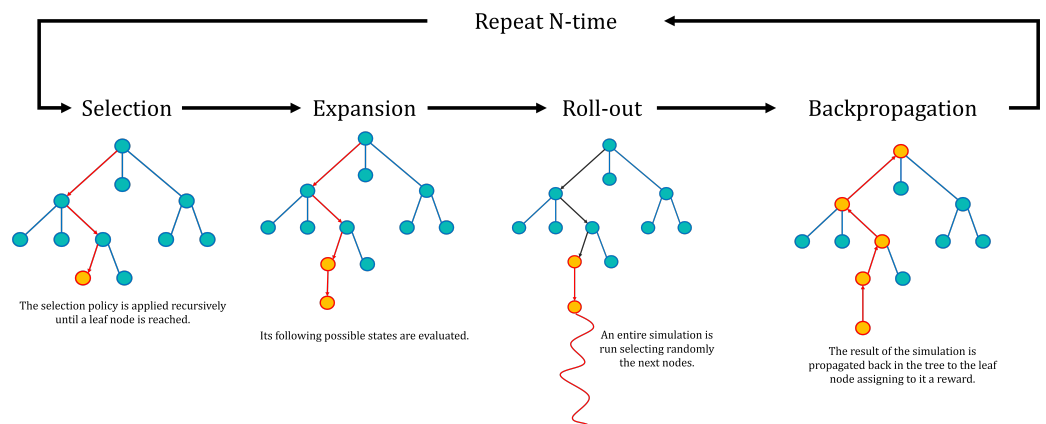 Repeat N-time
Selection
Expansion
Roll-out
Backpropagation
The selection policy is applied recursively
until a leaf node is reached.
Its following possible states are evaluated.
An entire simulation is
run selecting randomly
the next nodes.
The result of the simulation is
propagated back in the tree to the leaf
node assigning to it a reward.